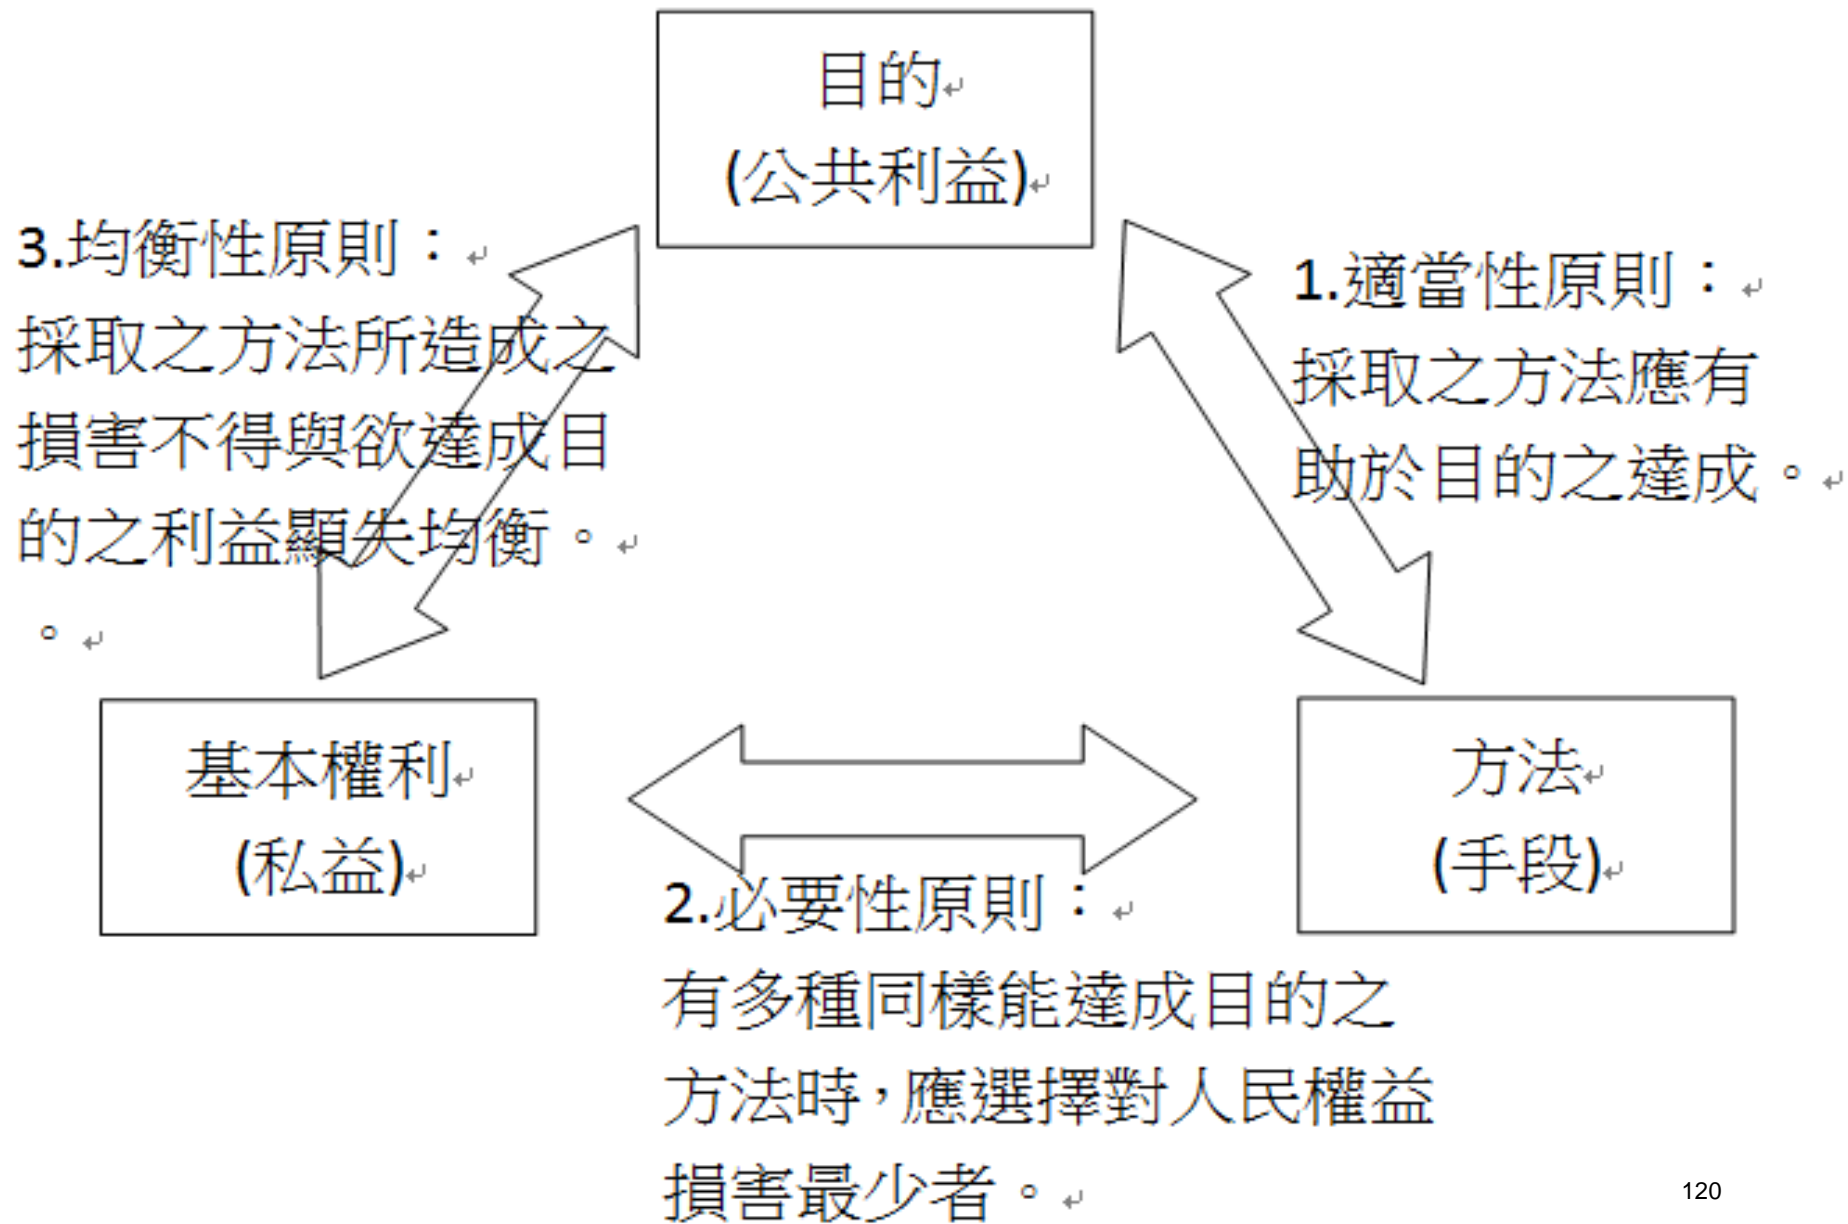 目的
(公共利益)
3.均衡性原則：
採取之方法所造成之
損害不得與欲達成目
的之利益顯失均衡。
。
1.適當性原則：
採取之方法應有
助於目的之達成。
基本權利
(私益)
方法
(手段)
2.必要性原則：
有多種同樣能達成目的之
方法時，應選擇對人民權益
損害最少者。
120